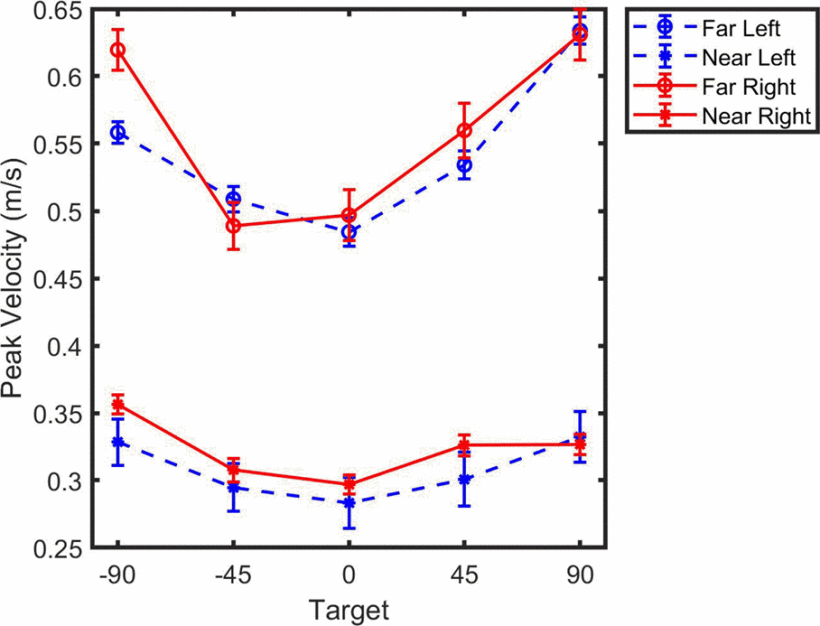 0.65
0.6
0.55
0.5
0.45
0.4
0.35
0.3
0.25
Peak Velocity (m/s)
-90 -45 0 45 90
Target
Far Left
Near Left
Far Right
Near Right